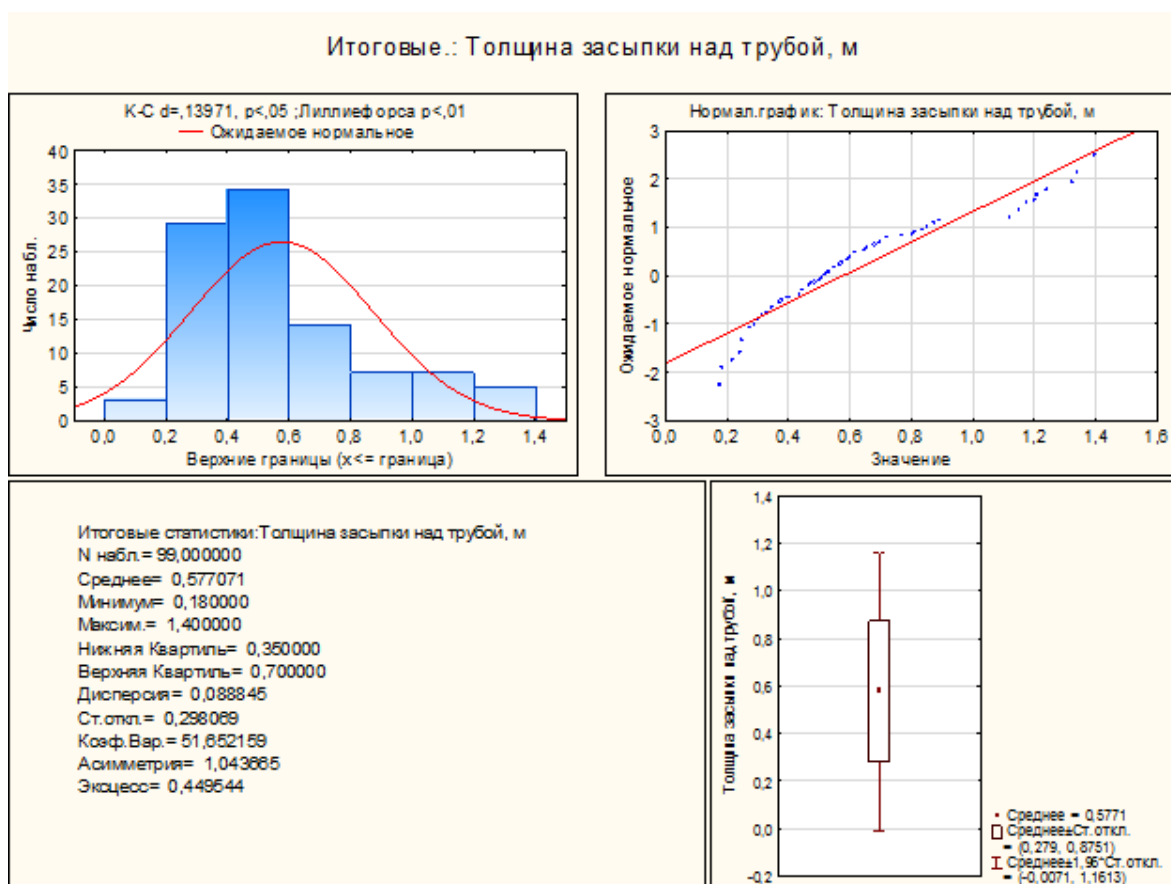 Итоговые.: Толщина засыпки над трубой, м
К-С d=,13971, p<,05 ;Лиллиефорса p<,01
Ожидаемое нормальное
40
35
30
25
20
15
10
5
0
Число набл.
0,0 0,2 0,4 0,6 0,8 1,0 1,2 1,4
Верхние границы (x<= граница)
Нормал.график: Толщина засыпки над трубой, м
3
2
1
0
-1
-2
-3
Ожидаемое нормальное
0,0 0,2 0,4 0,6 0,8 1,0 1,2 1,4 1,6
Значение
Итоговые статистики:Толщина засыпки над трубой, м
N набл.= 99,000000
Среднее= 0,577071
Минимум= 0,180000
Максим.= 1,400000
Нижняя Квартиль= 0,350000
Верхняя Квартиль= 0,700000
Дисперсия= 0,088845
Ст.откл.= 0,298069
Коэф.Вар.= 51,652159
Асимметрия= 1,043665
Эксцесс= 0,449544
1,4
1,2
1,0
0,8
0,6
0,4
0,2
0,0
-0,2
Толщина засыпки над трубой, м
Среднее = 0,5771
Среднее±Ст.откл.
= (0,279, 0,8751)
Среднее±1,96*Ст.откл.
= (-0,0071, 1,1613)